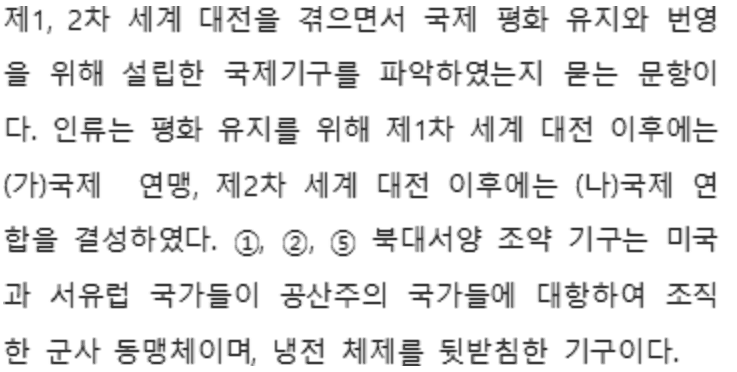 제1, 2차 세계 대전을 겪으면서 국제 평화 유지와 번영
을 위해 설립한 국제기구를 파악하였는지 묻는 문항이
다. 인류는 평화 유지를 위해 제1차 세계 대전 이후에는
(가)국제 연맹, 제2차 세계 대전 이후에는 (나)국제 연
합을 결성하였다. ①, ②, ⑤ 북대서양 조약 기구는 미국
과 서유럽 국가들이 공산주의 국가들에 대항하여 조직
한 군사 동맹체이며, 냉전 체제를 뒷받침한 기구이다.